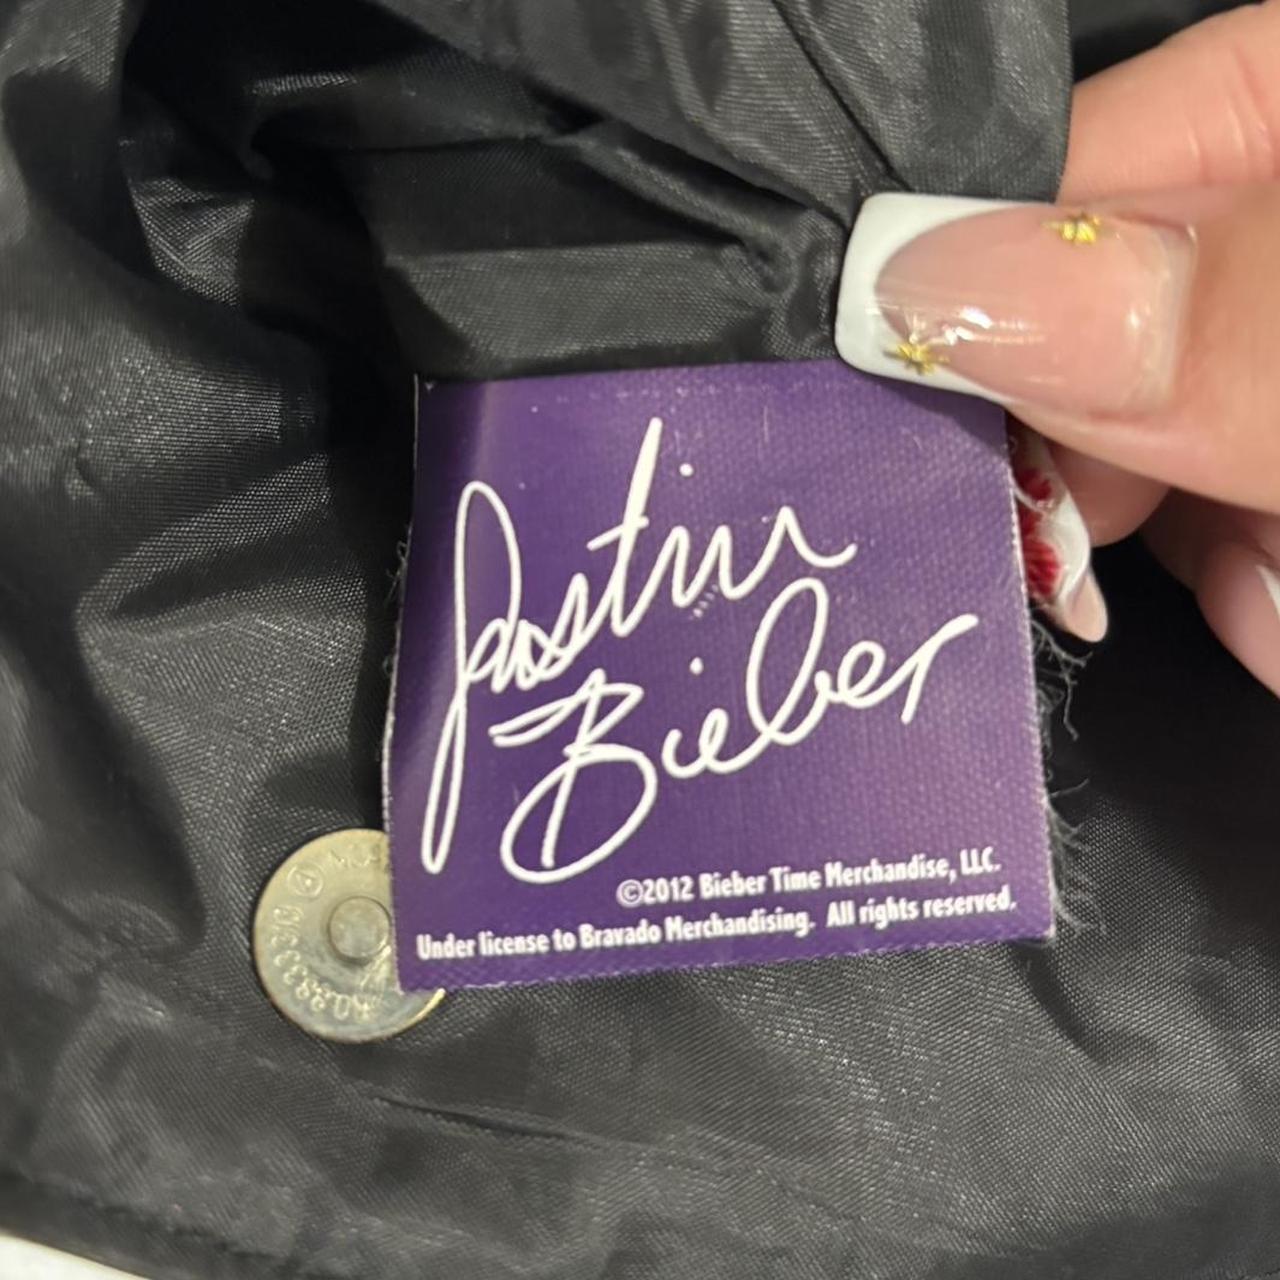 Justin
Bieber
©2012 Bieber Time Merchandise, LLC.
Under license to Bravado Merchandising. All rights reserved.